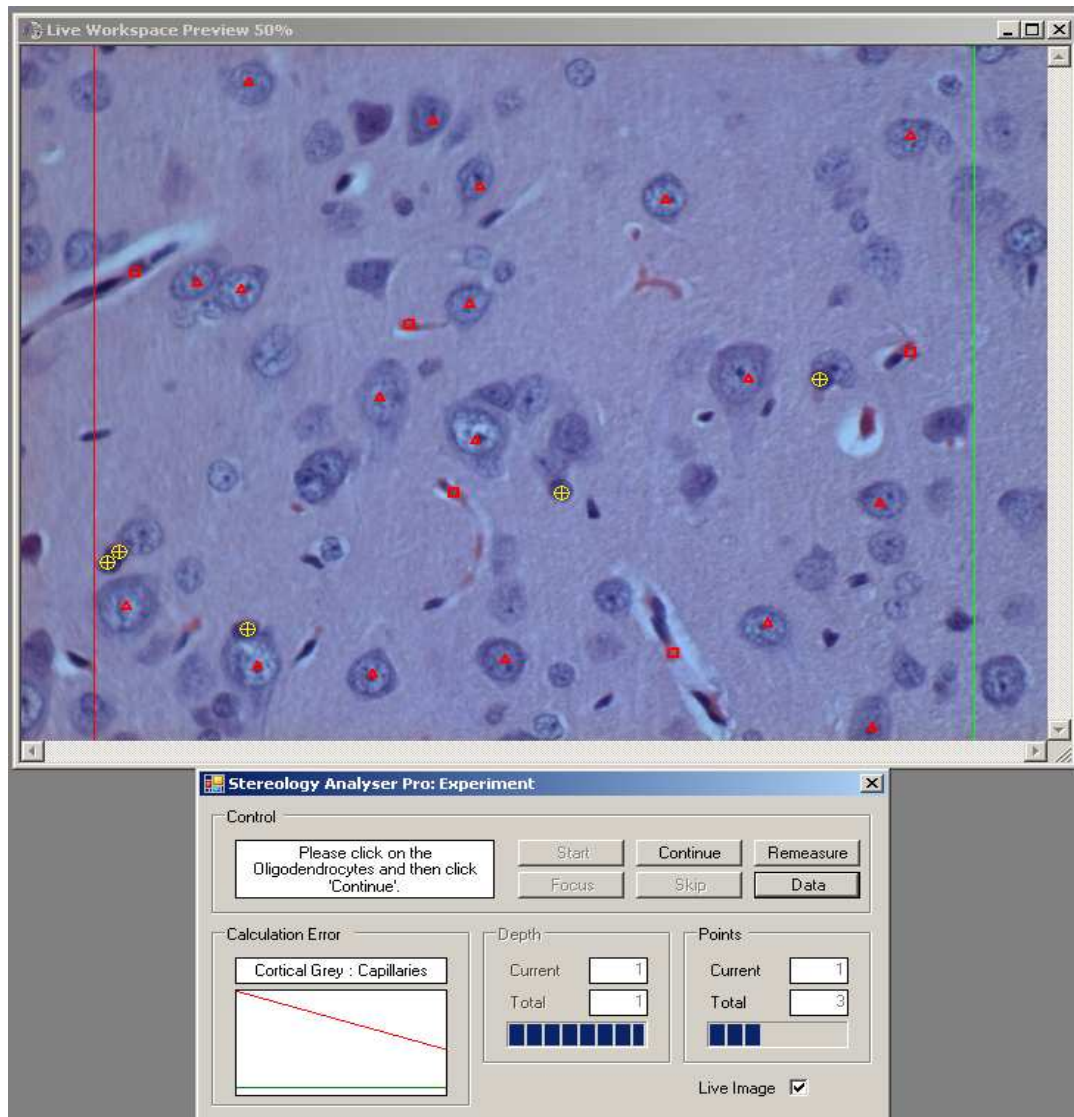 Live Workspace Preview 50%
Stereology Analyser Pro: Experiment
Control
Please click on the
Oligodendrocytes and then click
'Continue'.
Start
Continue
Remeasure
Focus
Skip
Data
Calculation Error
Cortical Grey : Capillaries
Depth
Current 1
Total 1
Points
Current 1
Total 3
Live Image